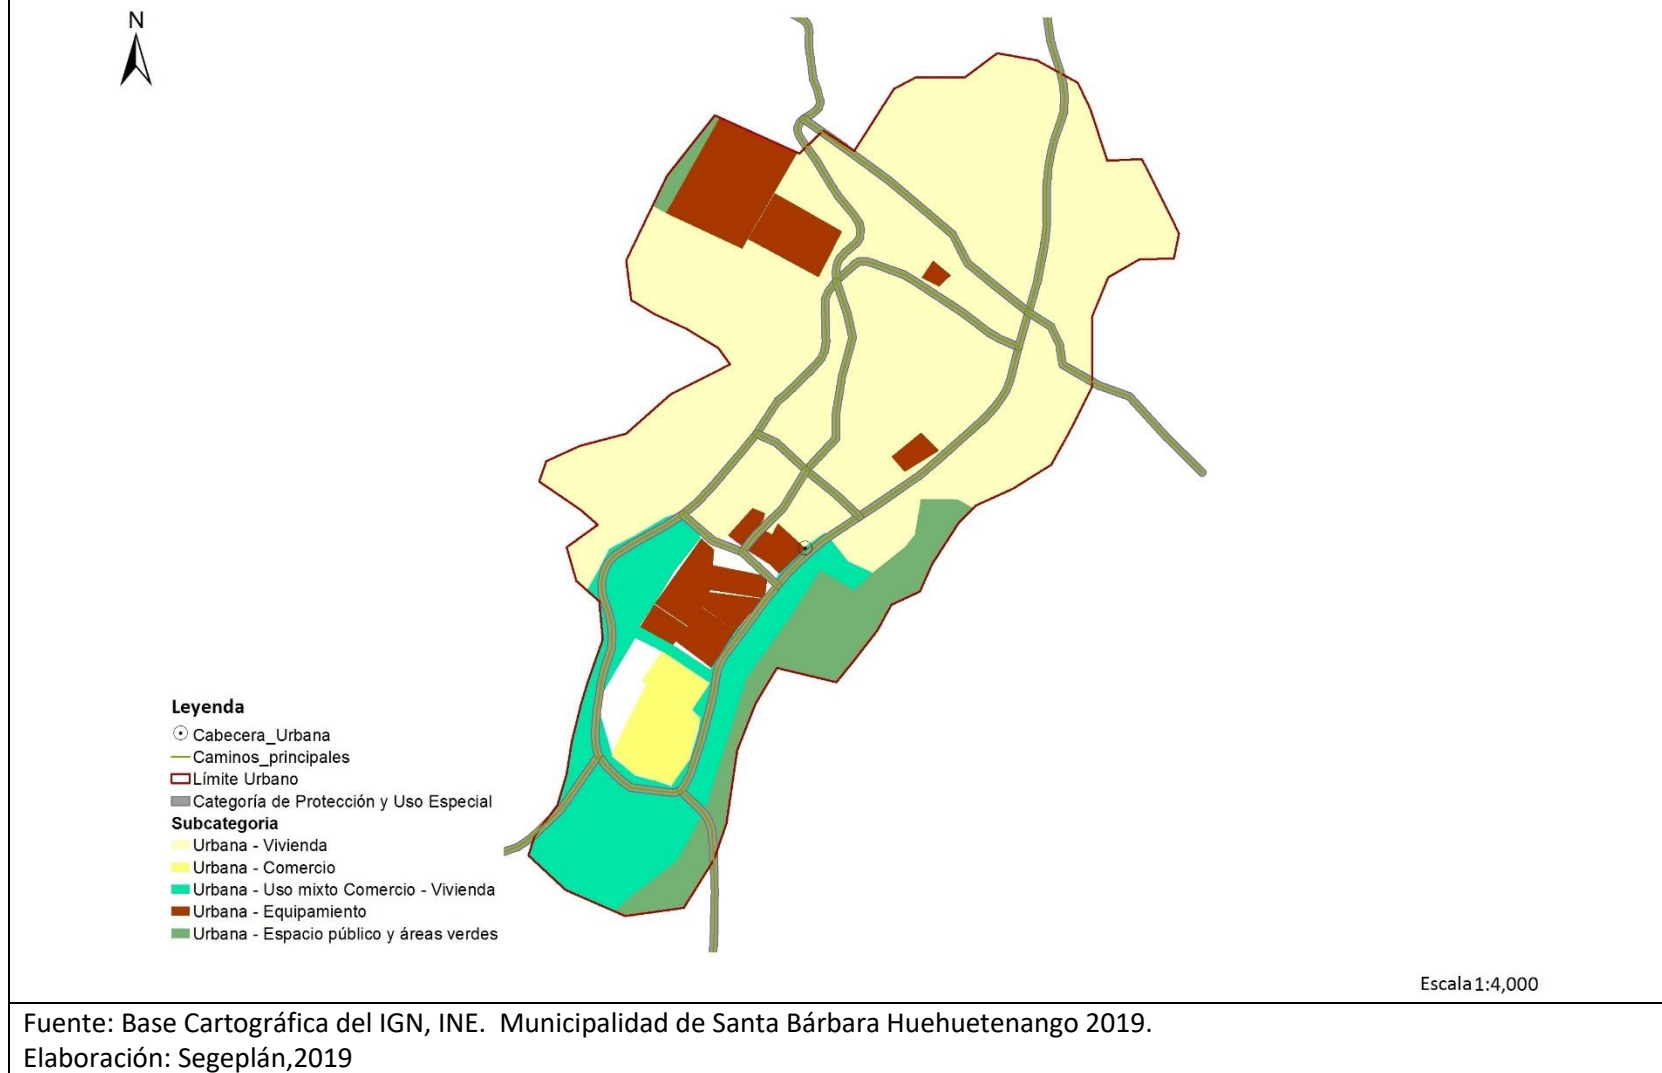 N
Leyenda
Cabecera_Urbana
Caminos_principales
Límite Urbano
Categoría de Protección y Uso Especial
Subcategoria
Urbana - Vivienda
Urbana - Comercio
Urbana - Uso mixto Comercio - Vivienda
Urbana - Equipamiento
Urbana - Espacio público y áreas verdes
Escala 1:4,000
Fuente: Base Cartográfica del IGN, INE.  Municipalidad de Santa Bárbara Huehuetenango 2019.
Elaboración: Segeplán,2019